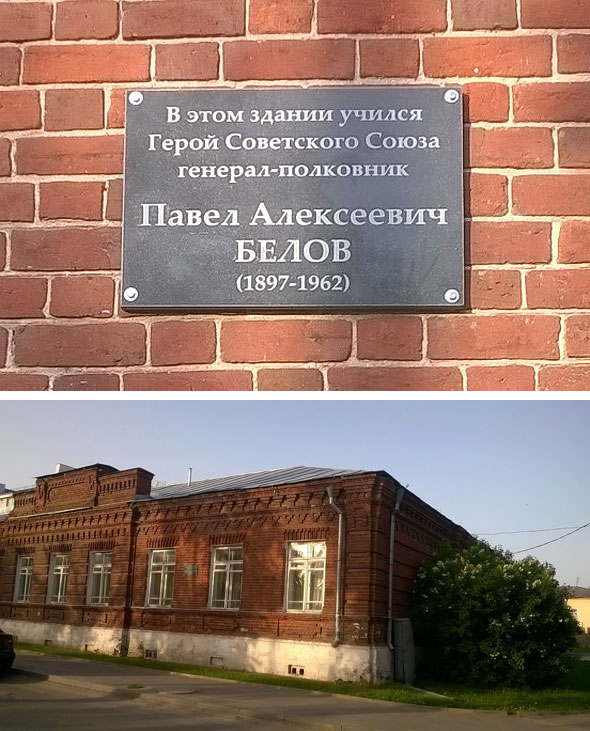 В этом здании учился
Герой Советского Союза
генерал-полковник
Павел Алексеевич
БЕЛОВ
(1897-1962)